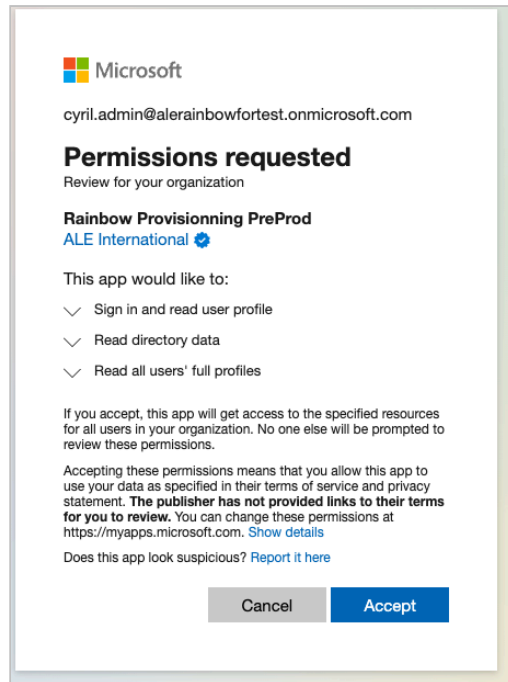 Microsoft
cyril.admin@alerainbowfortest.onmicrosoft.com
Permissions requested
Review for your organization
Rainbow Provisionning PreProd
ALE International
This app would like to:
Sign in and read user profile
Read directory data
Read all users' full profiles
If you accept, this app will get access to the specified resources
for all users in your organization. No one else will be prompted to
review these permissions.
Accepting these permissions means that you allow this app to
use your data as specified in their terms of service and privacy
statement. The publisher has not provided links to their terms
for you to review. You can change these permissions at
https://myapps.microsoft.com. Show details
Does this app look suspicious? Report it here
Cancel Accept